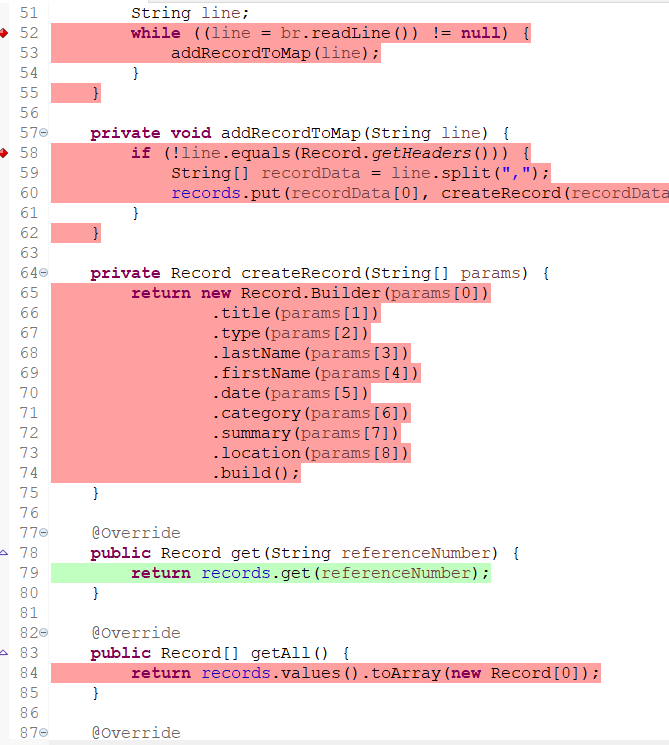 51 String line;
52 while ((line = br.readLine()) != null) {
53 addRecordToMap(line);
54 }
55 }
56
57 private void addRecordToMap(String line) {
58 if (!line.equals(Record.getHeaders())) {
59 String[] recordData = line.split(",");
60 records.put(recordData[0], createRecord(recordData
61 }
62 }
63
64 private Record createRecord(String[] params) {
65 return new Record.Builder(params[0])
66 .title(params[1])
67 .type(params[2])
68 .lastName(params[3])
69 .firstName(params[4])
70 .date(params[5])
71 .category(params[6])
72 .summary(params[7])
73 .location(params[8])
74 .build();
75 }
76
77 @Override
78 public Record get(String referenceNumber) {
79 return records.get(referenceNumber);
80 }
81
82 @Override
83 public Record[] getAll() {
84 return records.values().toArray(new Record[0]);
85 }
86
87 @Override